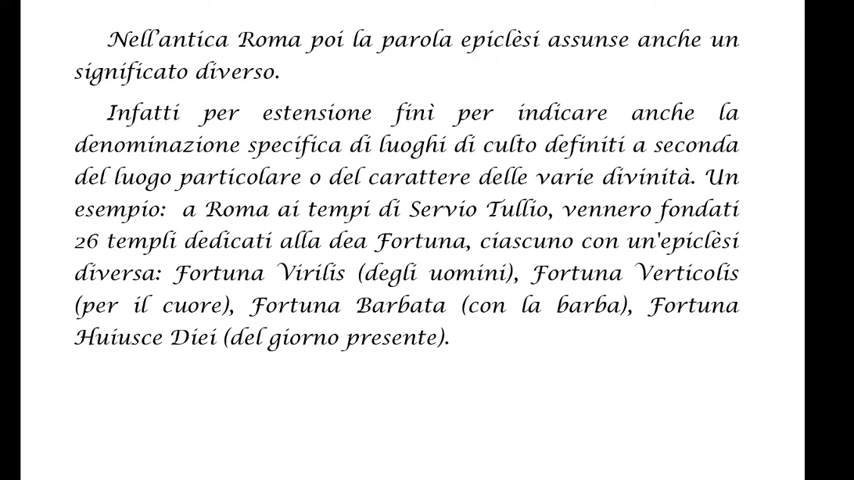 Nell'antica Roma poi la parola epiclèsi assunse anche un
significato diverso.
Infatti per estensione finì per indicare anche la
denominazione specifica di luoghi di culto definiti a seconda
del luogo particolare o del carattere delle varie divinità. Un
esempio: a Roma ai tempi di Servio Tullio, vennero fondati
26 templi dedicati alla dea Fortuna, ciascuno con un'epiclèsi
diversa: Fortuna Virilis (degli uomini), Fortuna Verticolis
(per il cuore), Fortuna Barbata (con la barba), Fortuna
Huiusce Diei (del giorno presente).